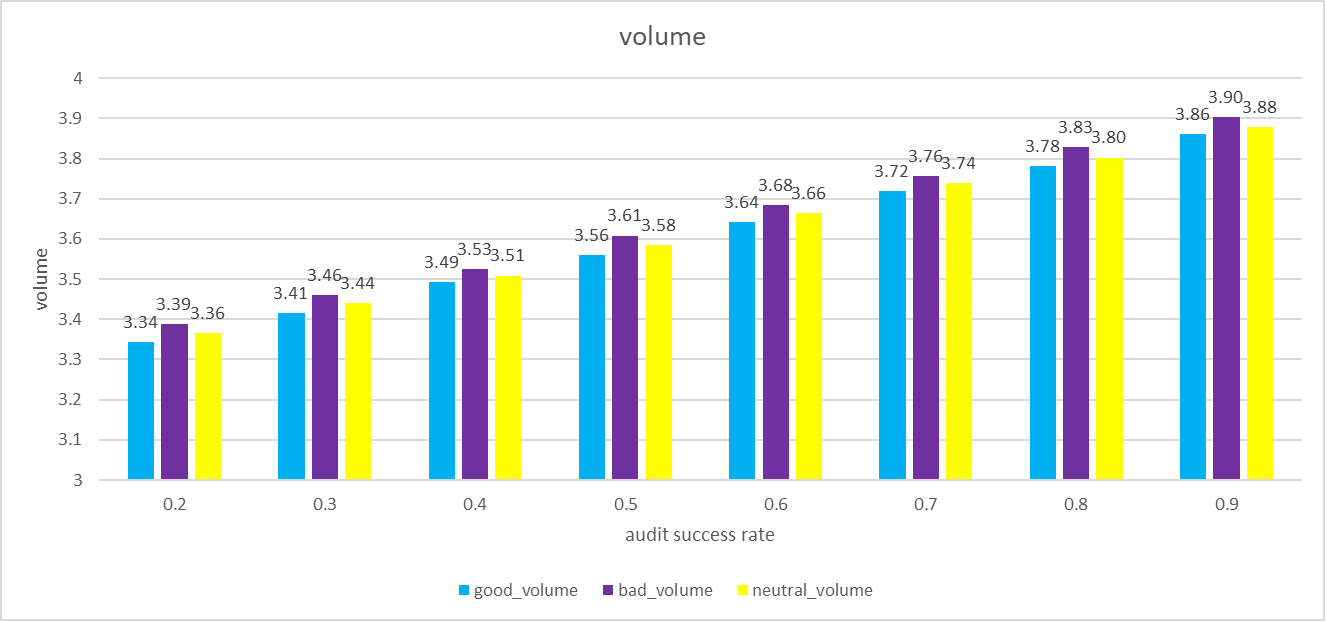 volume
4
3.9
3.8
3.7
3.6
3.5
3.4
3.3
3.2
3.1
3
volume
3.34 3.39 3.36
3.41 3.46 3.44
3.49 3.53 3.51
3.56 3.61 3.58
3.64 3.68 3.66
3.72 3.76 3.74
3.78 3.83 3.80
3.86 3.90 3.88
0.2 0.3 0.4 0.5 0.6 0.7 0.8 0.9
audit success rate
good_volume bad_volume neutral_volume